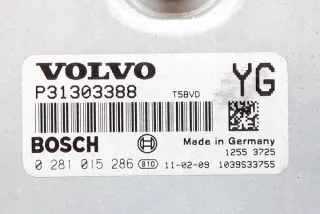 VOLVO YG
P31303388 T5BVD
BOSCH Made in Germany
1255 3725
0 281 015 286 810 11-02-09 1039S33755